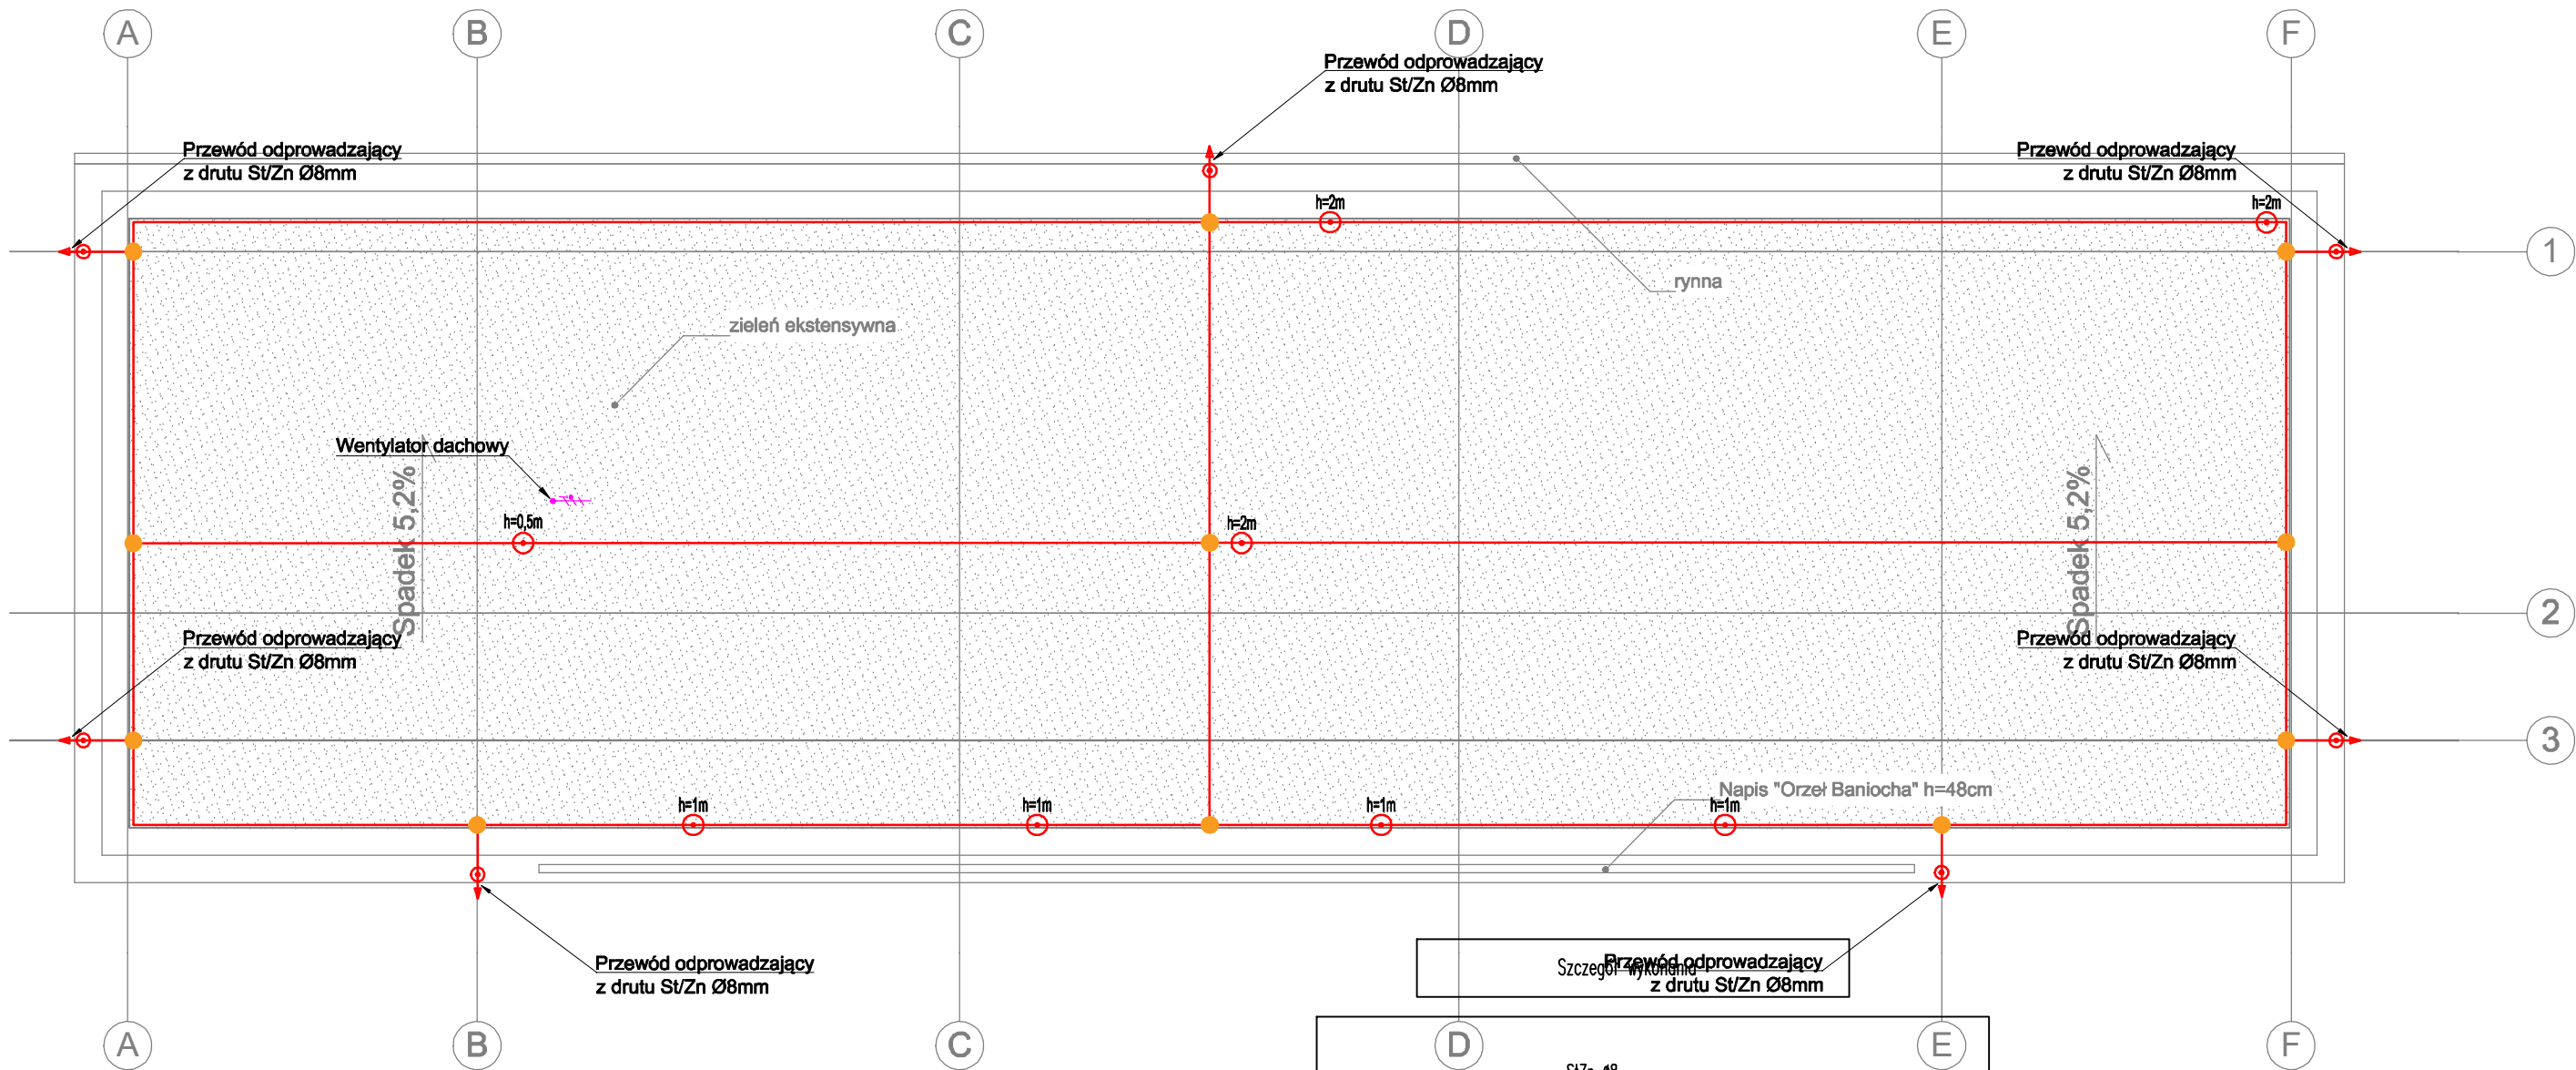 A B C D E F
Przewód odprowadzający
z drutu St/Zn Ø8mm
Przewód odprowadzający
z drutu St/Zn Ø8mm
Przewód odprowadzający
z drutu St/Zn Ø8mm
h=2m
h=2m
1
rynna
zieleń ekstensywna
Wentylator dachowy
Spadek 5,2%
Spadek 5,2%
h=0,5m
h=2m
2
Przewód odprowadzający
z drutu St/Zn Ø8mm
Przewód odprowadzający
z drutu St/Zn Ø8mm
3
Napis "Orzeł Baniocha" h=48cm
h=1m
h=1m
h=1m
h=1m
Przewód odprowadzający
z drutu St/Zn Ø8mm
Szczegół wykonania
Przewód odprowadzający
z drutu St/Zn Ø8mm
A B C D E F